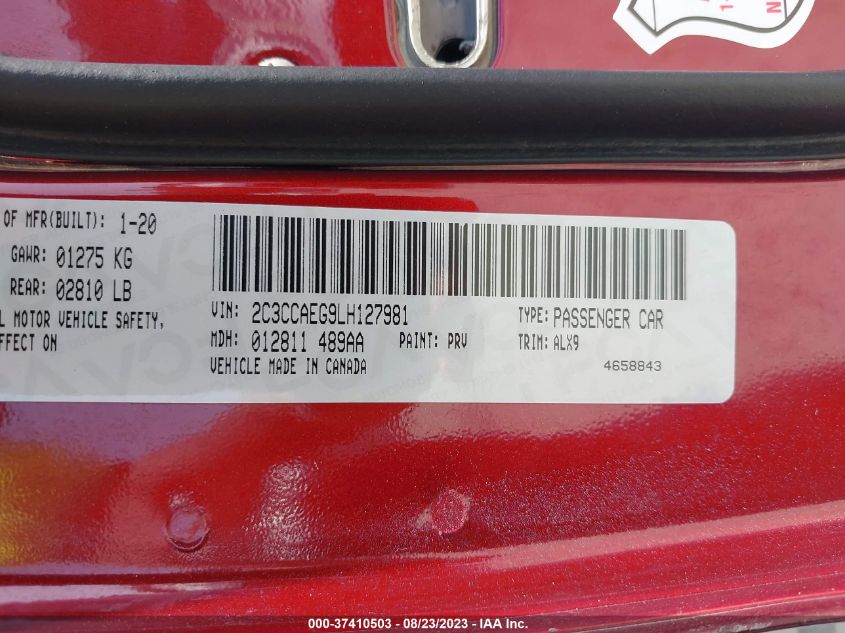 OF MFR(BUILT): 1-20
GAWR: 01275 KG
REAR: 02810 LB
MOTOR VEHICLE SAFETY,
ON
VIN: 2C3CCAEG9LH127981
TYPE: PASSENGER CAR
MDH: 012811 489AA
PAINT: PRV
TRIM: ALX9
VEHICLE MADE IN CANADA
4658843
000-37410503 - 08/23/2023 - IAA Inc.